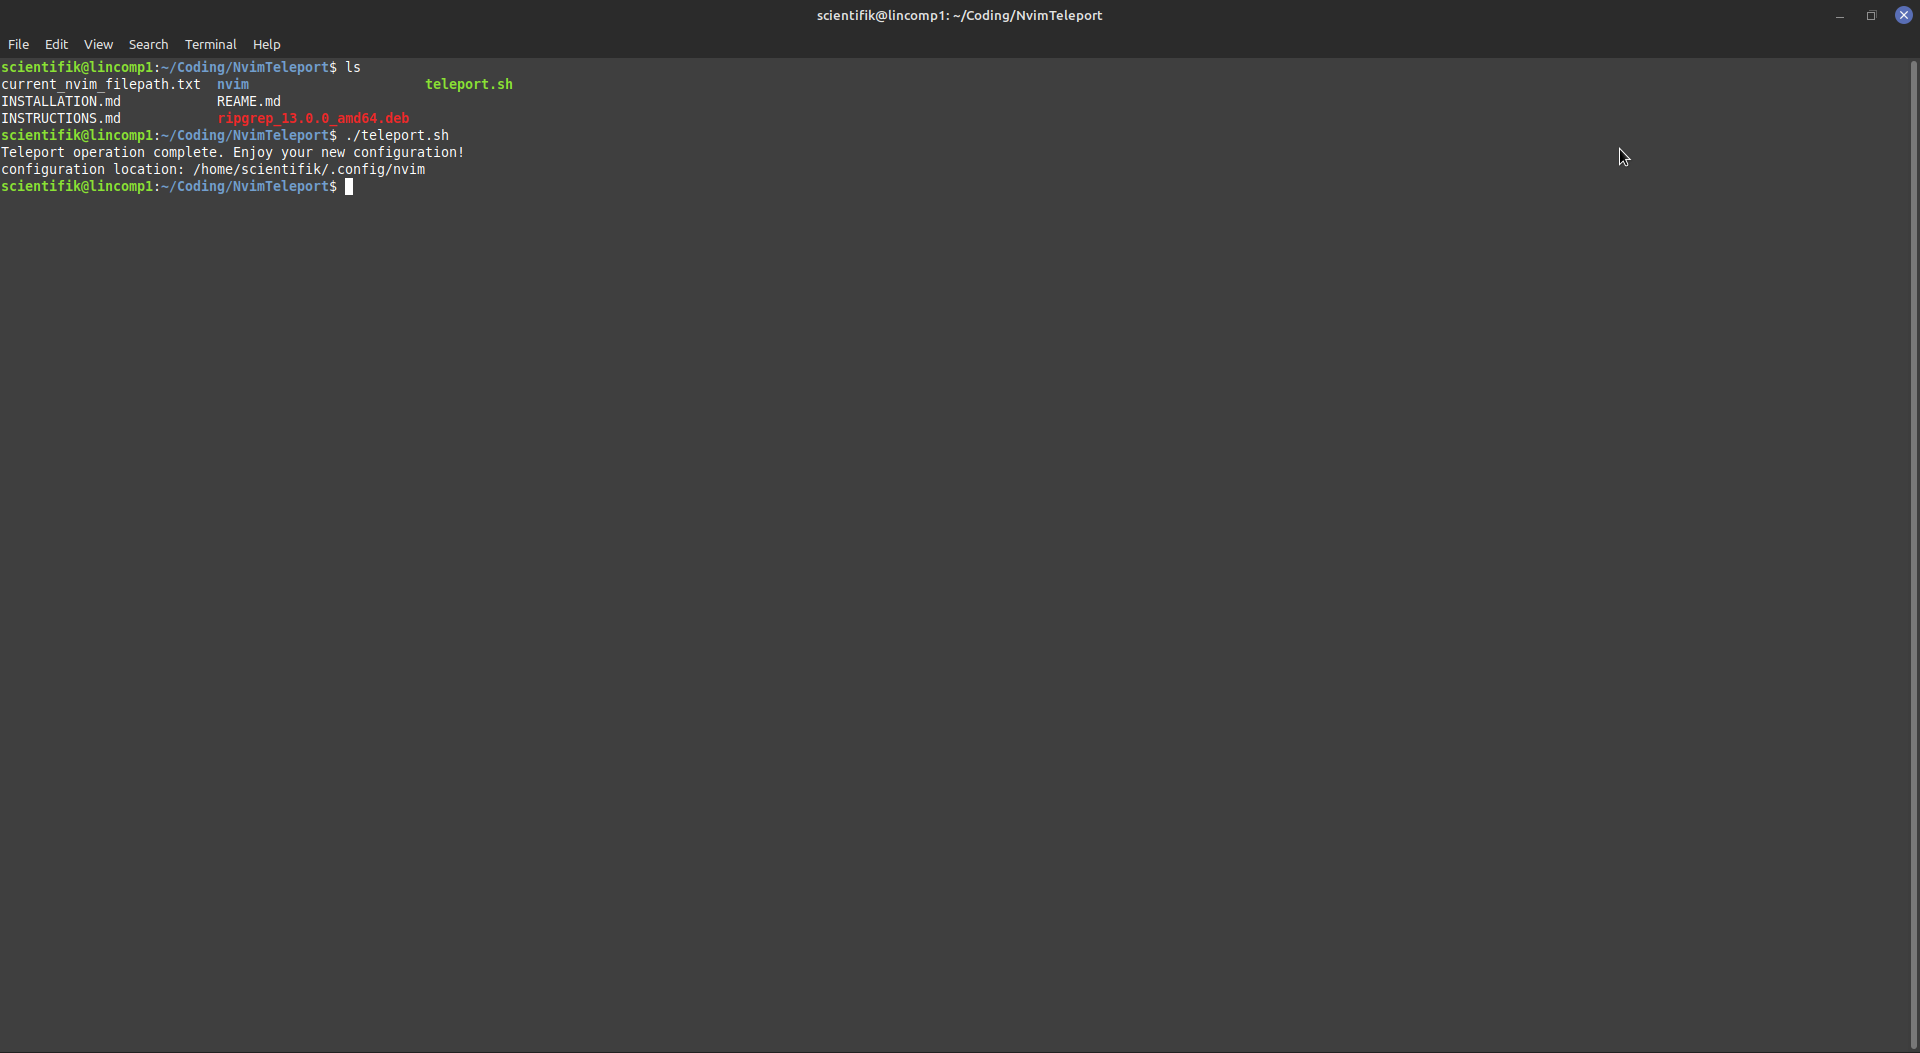 scientifik@lincomp1: ~/Coding/NvimTeleport
File Edit View Search Terminal Help
scientifik@lincomp1:~/Coding/NvimTeleport$ ls
current_nvim_filepath.txt nvim teleport.sh
INSTALLATION.md REAME.md
INSTRUCTIONS.md ripgrep_13.0.0_amd64.deb
scientifik@lincomp1:~/Coding/NvimTeleport$ ./teleport.sh
Teleport operation complete. Enjoy your new configuration!
configuration location: /home/scientifik/.config/nvim
scientifik@lincomp1:~/Coding/NvimTeleport$